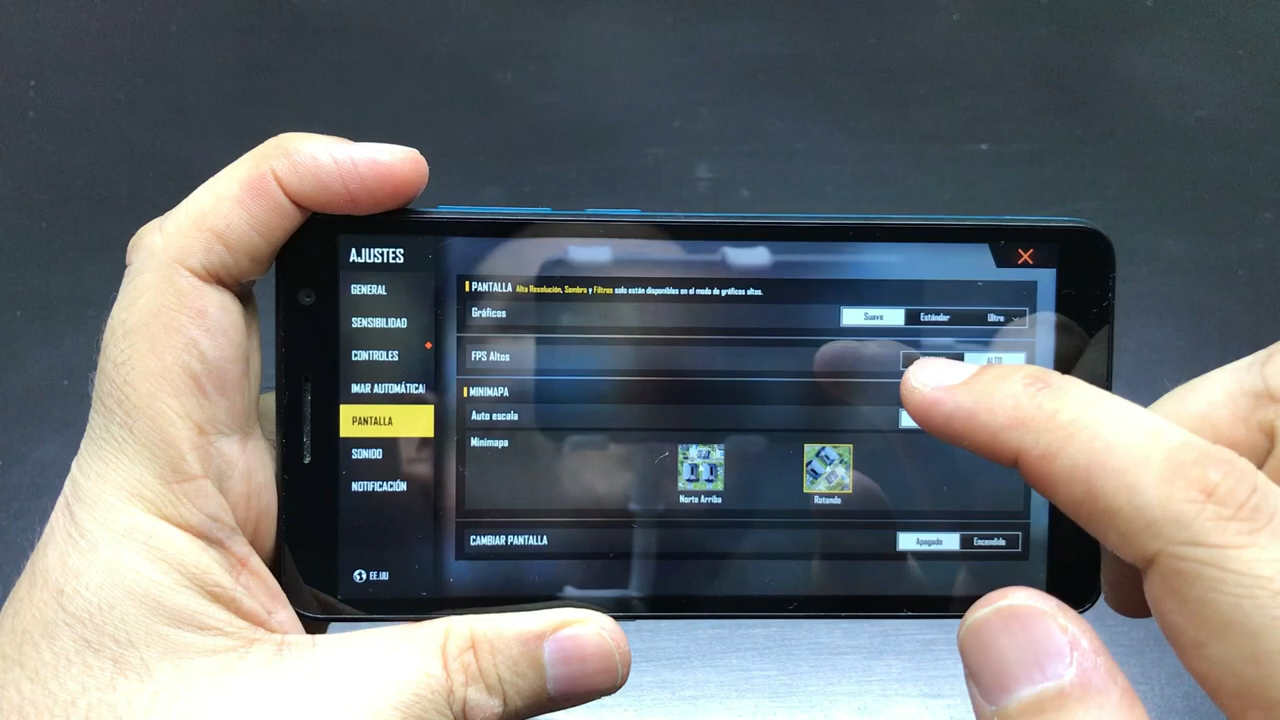 AJUSTES
GENERAL
SENSIBILIDAD
CONTROLES
IMAR AUTOMÁTICA
PANTALLA
SONIDO
NOTIFICACIÓN
EE.UU
PANTALLA Alta Resolución, Sombra y Filtros solo están disponibles en el modo de gráficos altos.
Gráficos Suave Estándar Ultra
FPS Altos ALTO
MINIMAPA
Auto escala
Minimapa
Norte Arriba Rotando
CAMBIAR PANTALLA Apagado Encendido